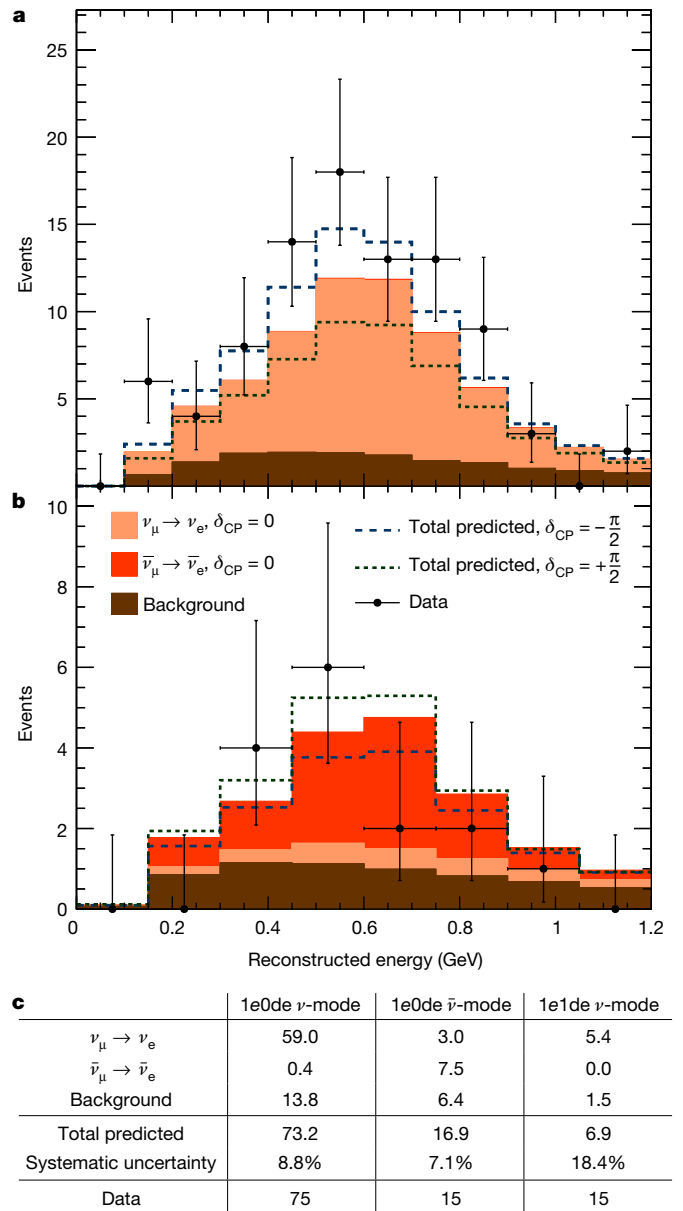 a
25
20
15
10
5
Events
b
10
8
6
4
2
0
Events
νμ → νe, δCP = 0
ν̄μ → ν̄e, δCP = 0
Background
Total predicted, δCP = −π/2
Total predicted, δCP = +π/2
Data
0 0.2 0.4 0.6 0.8 1.0 1.2
Reconstructed energy (GeV)
c 1e0de ν-mode 1e0de ν̄-mode 1e1de ν-mode
νμ → νe 59.0 3.0 5.4
ν̄μ → ν̄e 0.4 7.5 0.0
Background 13.8 6.4 1.5
Total predicted 73.2 16.9 6.9
Systematic uncertainty 8.8% 7.1% 18.4%
Data 75 15 15